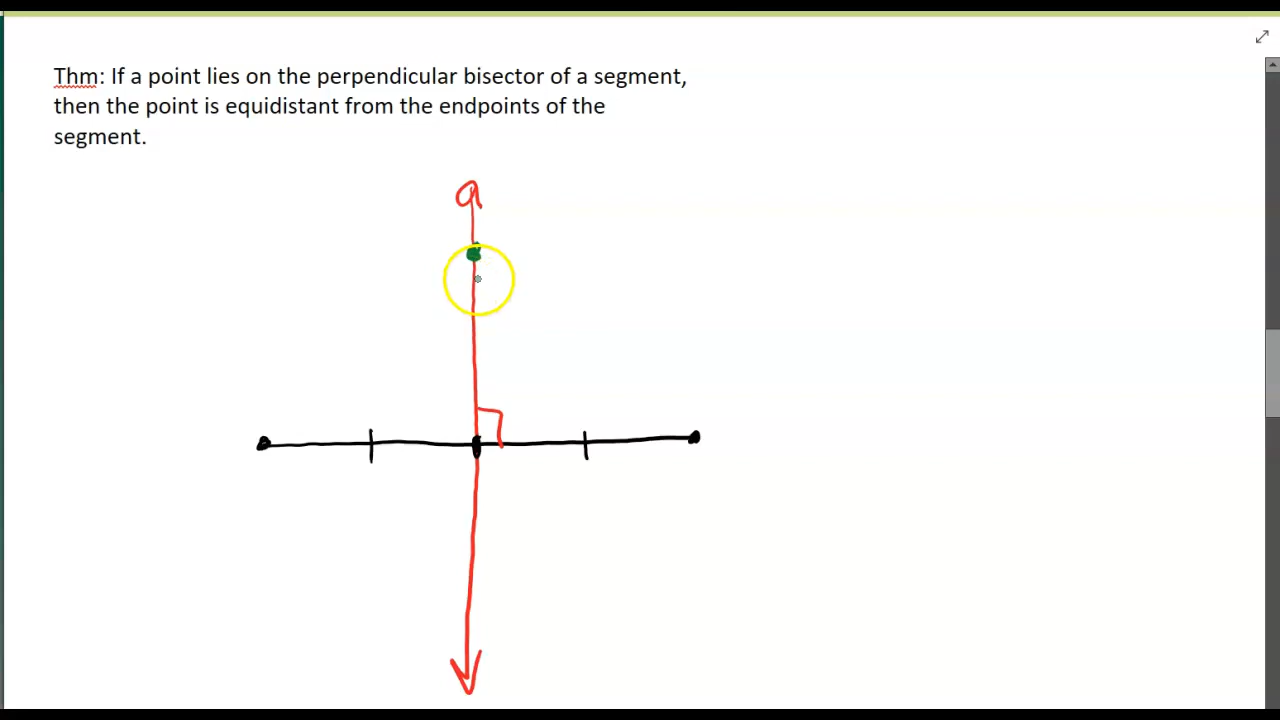 Thm: If a point lies on the perpendicular bisector of a segment,
then the point is equidistant from the endpoints of the
segment.